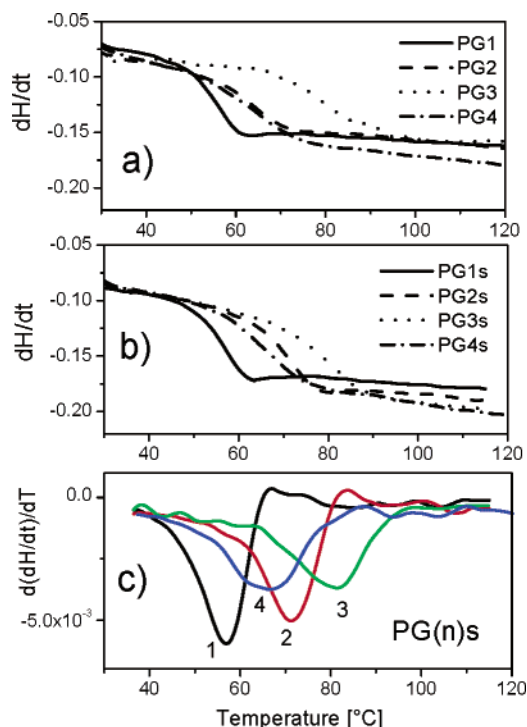 -0.05
-0.10
-0.15
-0.20
dH/dt
a)
PG1
PG2
PG3
PG4
40 60 80 100 120
-0.05
-0.10
-0.15
-0.20
dH/dt
b)
PG1s
PG2s
PG3s
PG4s
40 60 80 100 120
0.0
-5.0x10⁻³
d(dH/dt)/dT
c)
1
4
2
3
PG(n)s
40 60 80 100 120
Temperature [°C]